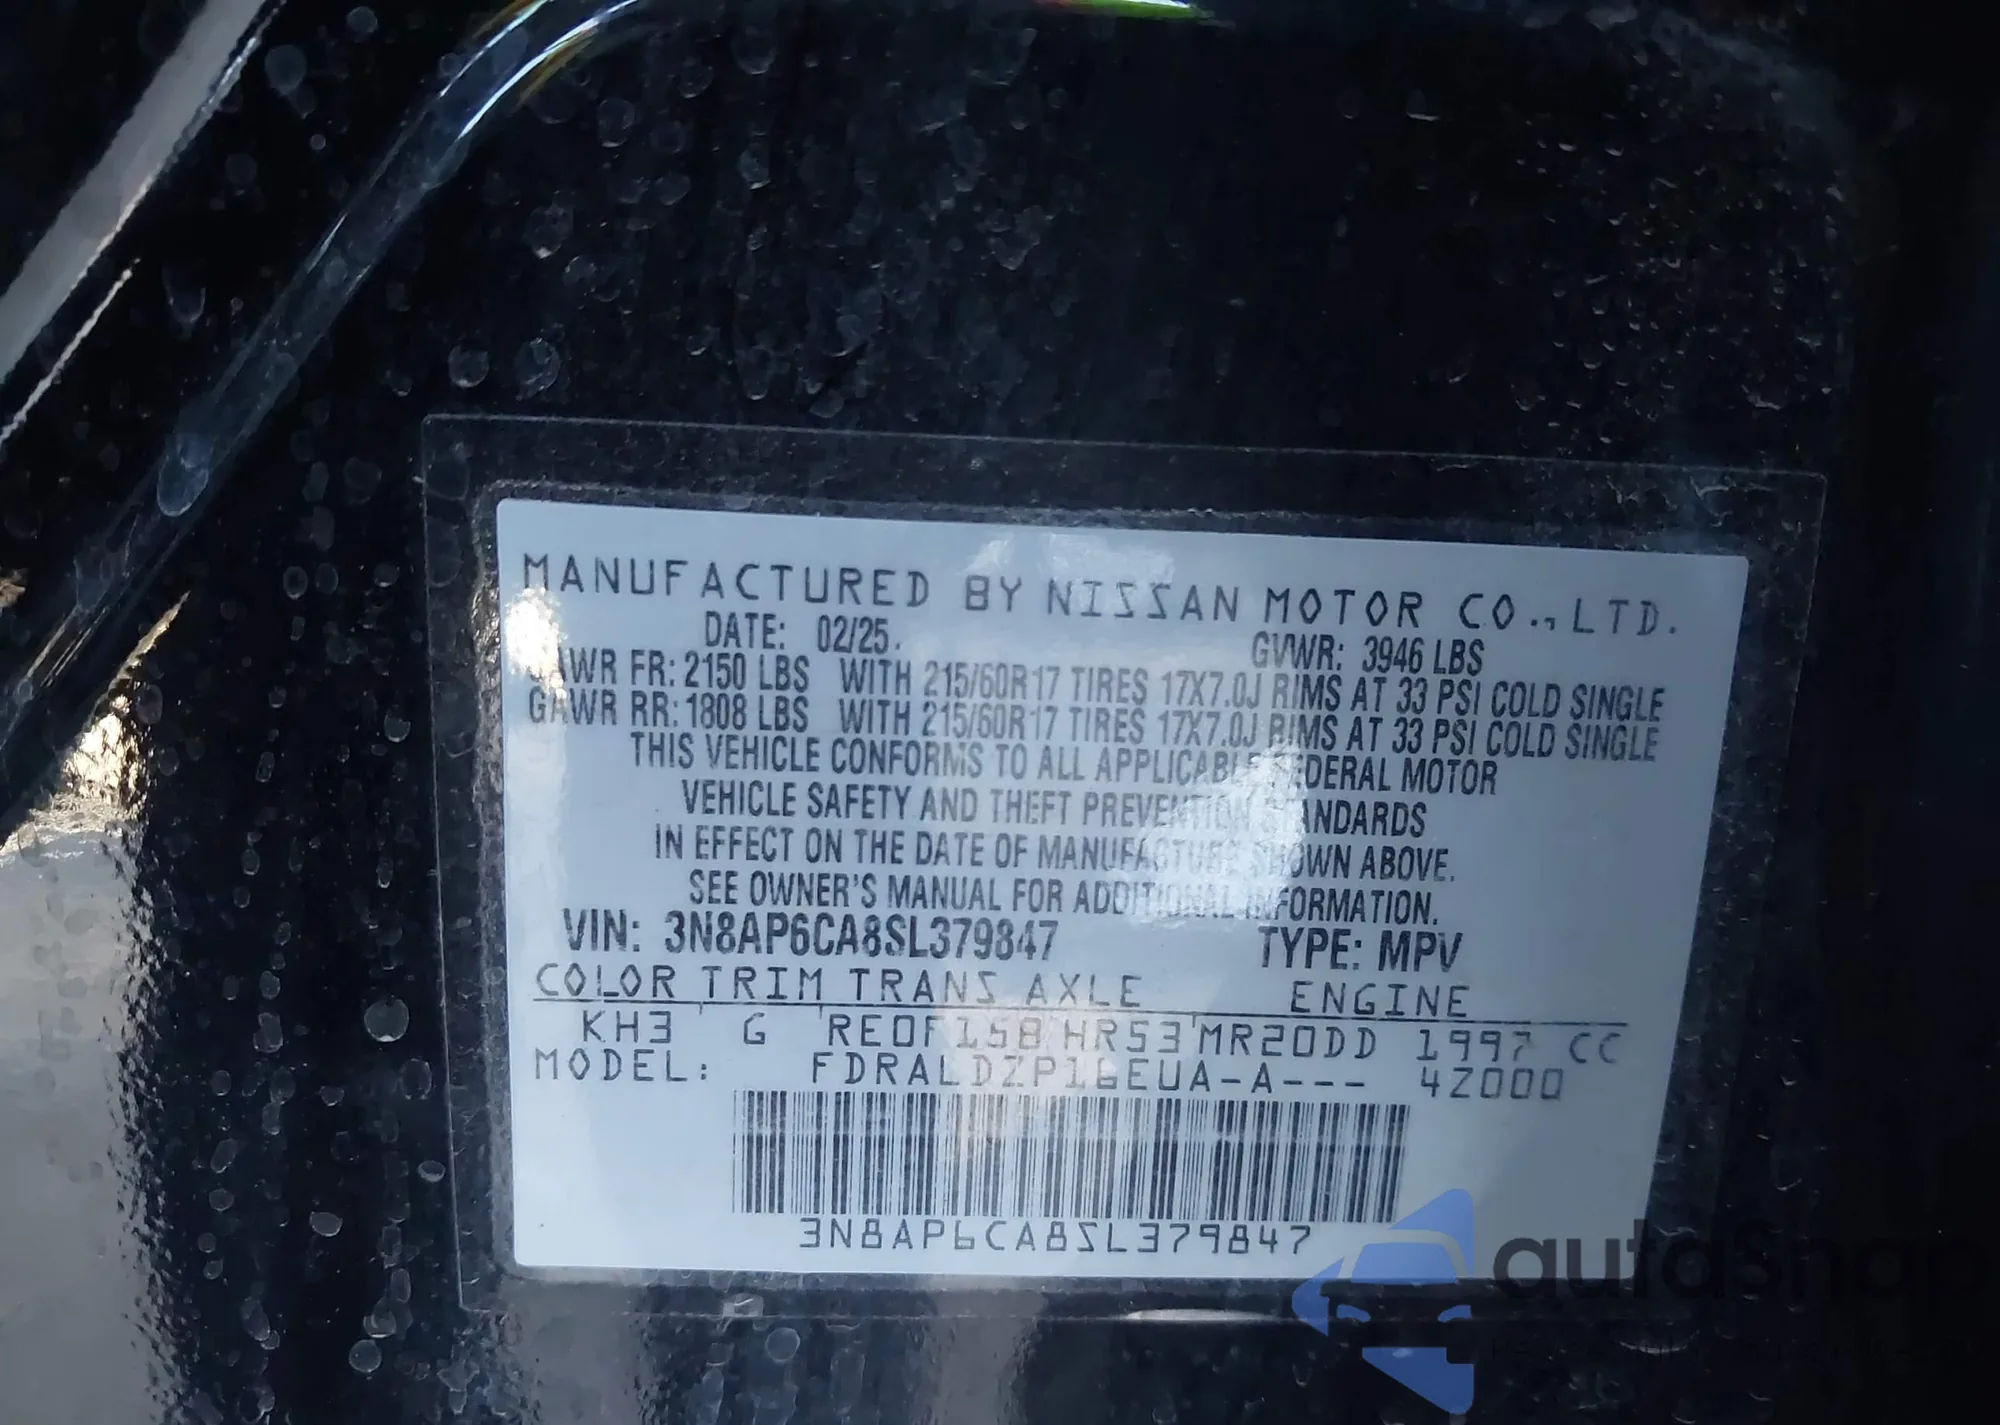 MANUFACTURED BY NISSAN MOTOR CO., LTD.
DATE: 02/25. GVWR: 3946 LBS
GAWR FR: 2150 LBS WITH 215/60R17 TIRES 17X7.0J RIMS AT 33 PSI COLD SINGLE
GAWR RR: 1808 LBS WITH 215/60R17 TIRES 17X7.0J RIMS AT 33 PSI COLD SINGLE
THIS VEHICLE CONFORMS TO ALL APPLICABLE FEDERAL MOTOR
VEHICLE SAFETY AND THEFT PREVENTION STANDARDS
IN EFFECT ON THE DATE OF MANUFACTURE SHOWN ABOVE.
SEE OWNER'S MANUAL FOR ADDITIONAL INFORMATION.
VIN: 3N8AP6CA8SL379847 TYPE: MPV
COLOR TRIM TRANS AXLE ENGINE
KH3 G RE0F15B HR53 MR20DD 1997 CC
MODEL: FDRALDZP16EUA-A--- 4Z000
3N8AP6CA8SL379847
autosnap